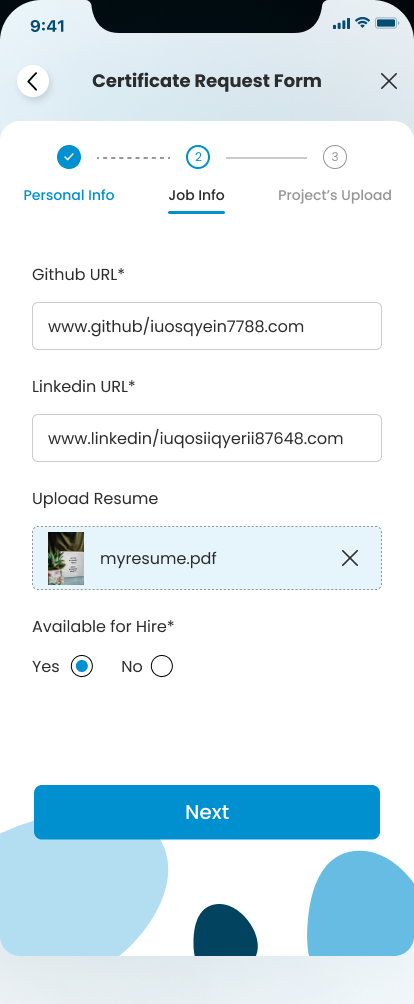 9:41
Certificate Request Form
2
3
Personal Info
Job Info
Project's Upload
Github URL*
www.github/iuosqyein7788.com
Linkedin URL*
www.linkedin/iuqosiiqyerii87648.com
Upload Resume
myresume.pdf
Available for Hire*
Yes
No
Next